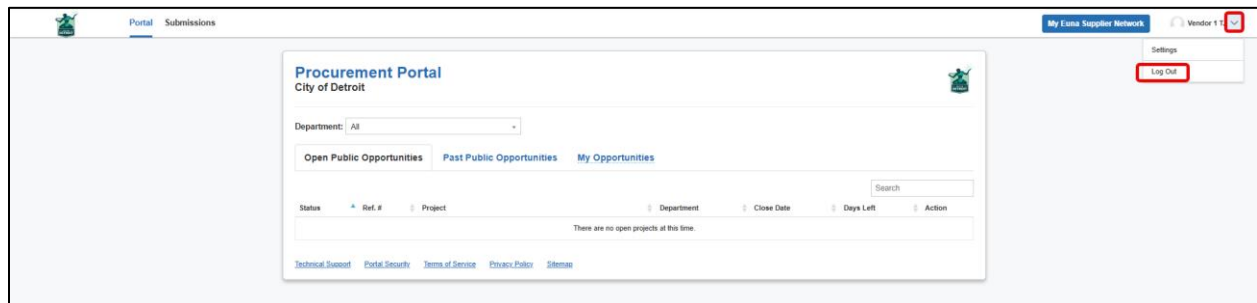 Portal Submissions My Euna Supplier Network Vendor 1 T
Settings
Log Out
Procurement Portal
City of Detroit
Department: All
Open Public Opportunities Past Public Opportunities My Opportunities
Search
Status Ref. # Project Department Close Date Days Left Action
There are no open projects at this time.
Technical Support Portal Security Terms of Service Privacy Policy Sitemap